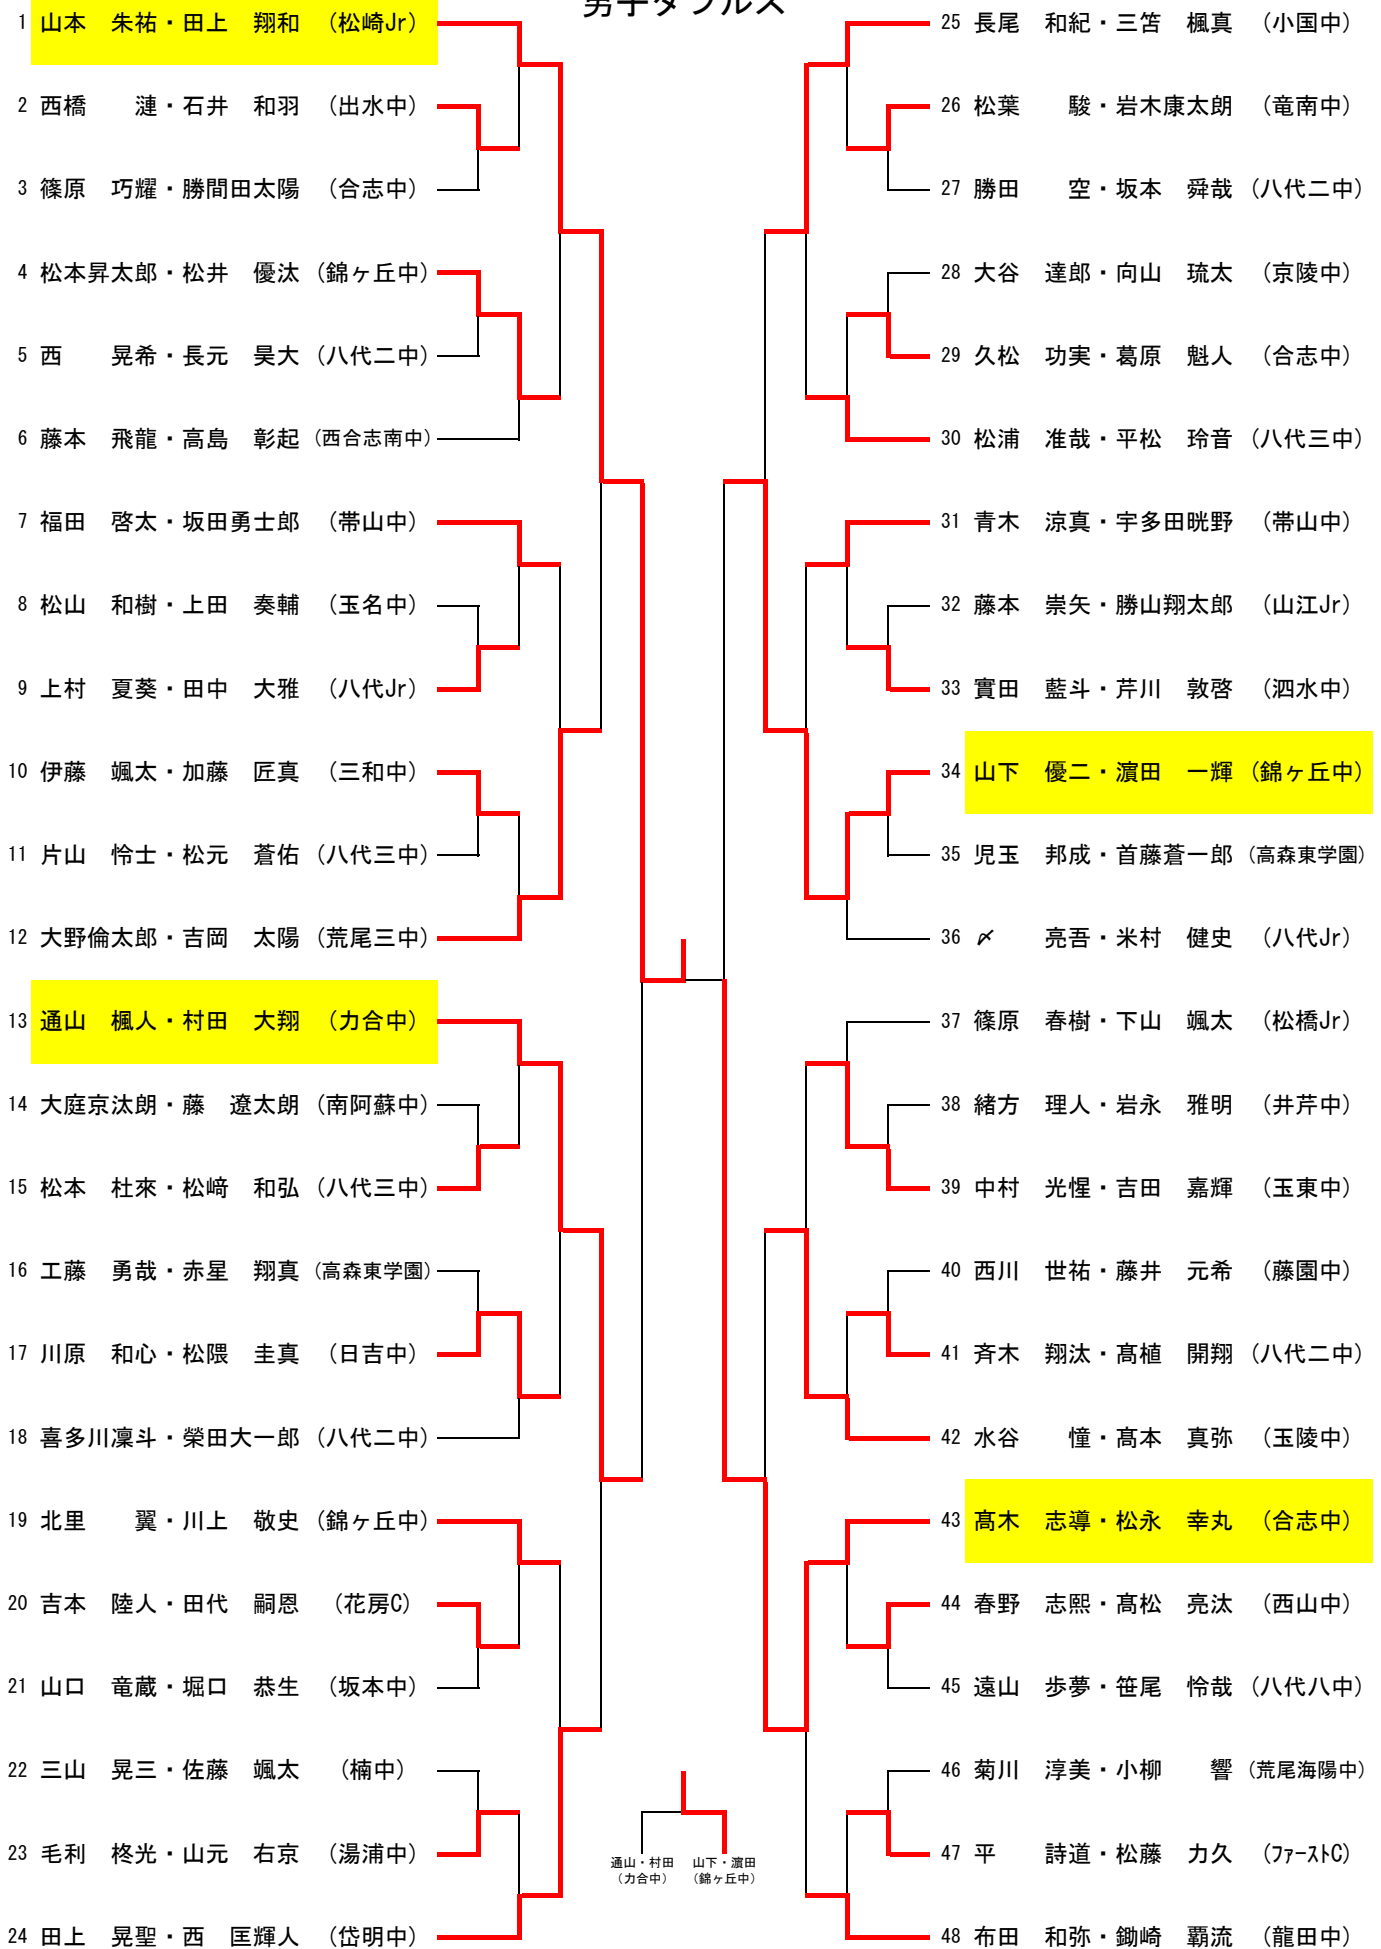 男子ダブルス
1 山本　朱祐・田上　翔和 （松崎Jr）
2 西橋　　漣・石井　和羽 （出水中）
3 篠原　巧耀・勝間田太陽 （合志中）
4 松本昇太郎・松井　優汰 （錦ヶ丘中）
5 西　　晃希・長元　昊大 （八代二中）
6 藤本　飛龍・高島　彰起 （西合志南中）
7 福田　啓太・坂田勇士郎 （帯山中）
8 松山　和樹・上田　奏輔 （玉名中）
9 上村　夏葵・田中　大雅 （八代Jr）
10 伊藤　颯太・加藤　匠真 （三和中）
11 片山　怜士・松元　蒼佑 （八代三中）
12 大野倫太郎・吉岡　太陽 （荒尾三中）
13 通山　楓人・村田　大翔 （力合中）
14 大庭京汰朗・藤　遼太朗 （南阿蘇中）
15 松本　杜來・松﨑　和弘 （八代三中）
16 工藤　勇哉・赤星　翔真 （高森東学園）
17 川原　和心・松隈　圭真 （日吉中）
18 喜多川凜斗・榮田大一郎 （八代二中）
19 北里　　翼・川上　敬史 （錦ヶ丘中）
20 吉本　陸人・田代　嗣恩 （花房C）
21 山口　竜蔵・堀口　恭生 （坂本中）
22 三山　晃三・佐藤　颯太 （楠中）
23 毛利　柊光・山元　右京 （湯浦中）
24 田上　晃聖・西　匡輝人 （岱明中）
25 長尾　和紀・三笘　楓真 （小国中）
26 松葉　　駿・岩木康太朗 （竜南中）
27 勝田　　空・坂本　舜哉 （八代二中）
28 大谷　達郎・向山　琉太 （京陵中）
29 久松　功実・葛原　魁人 （合志中）
30 松浦　准哉・平松　玲音 （八代三中）
31 青木　涼真・宇多田晄野 （帯山中）
32 藤本　崇矢・勝山翔太郎 （山江Jr）
33 實田　藍斗・芹川　敦啓 （泗水中）
34 山下　優二・濵田　一輝 （錦ヶ丘中）
35 児玉　邦成・首藤蒼一郎 （高森東学園）
36 〆　　亮吾・米村　健史 （八代Jr）
37 篠原　春樹・下山　颯太 （松橋Jr）
38 緒方　理人・岩永　雅明 （井芹中）
39 中村　光惺・吉田　嘉輝 （玉東中）
40 西川　世祐・藤井　元希 （藤園中）
41 斉木　翔汰・髙植　開翔 （八代二中）
42 水谷　　憧・髙本　真弥 （玉陵中）
43 髙木　志導・松永　幸丸 （合志中）
44 春野　志熙・髙松　亮汰 （西山中）
45 遠山　歩夢・笹尾　怜哉 （八代八中）
46 菊川　淳美・小柳　　響 （荒尾海陽中）
47 平　　詩道・松藤　力久 （ファーストC）
48 布田　和弥・鋤崎　覇流 （龍田中）
通山・村田 山下・濵田
（力合中） （錦ヶ丘中）